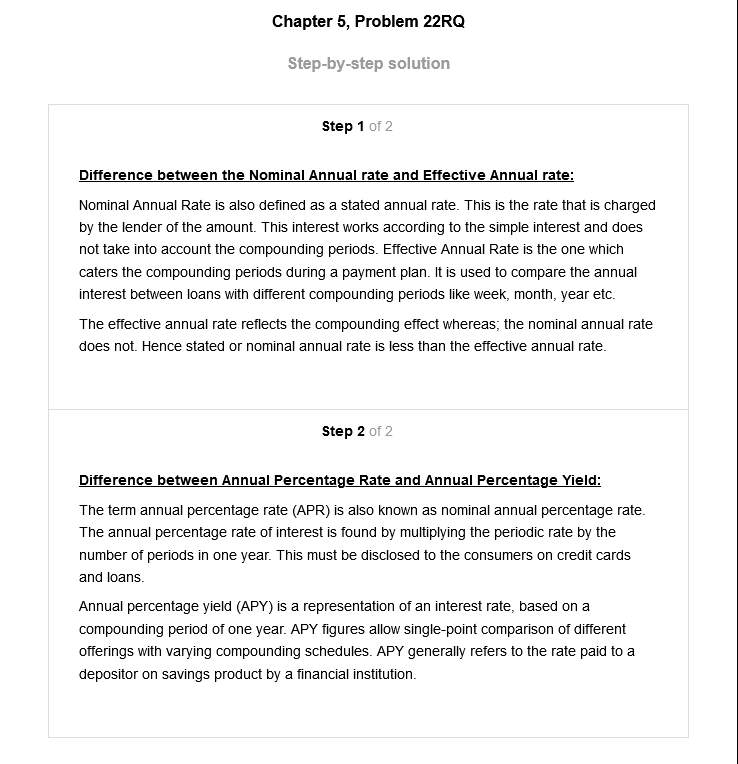 Chapter 5, Problem 22RQ
Step-by-step solution
Step 1 of 2
Difference between the Nominal Annual rate and Effective Annual rate:
Nominal Annual Rate is also defined as a stated annual rate. This is the rate that is charged
by the lender of the amount. This interest works according to the simple interest and does
not take into account the compounding periods. Effective Annual Rate is the one which
caters the compounding periods during a payment plan. It is used to compare the annual
interest between loans with different compounding periods like week, month, year etc.
The effective annual rate reflects the compounding effect whereas; the nominal annual rate
does not. Hence stated or nominal annual rate is less than the effective annual rate.
Step 2 of 2
Difference between Annual Percentage Rate and Annual Percentage Yield:
The term annual percentage rate (APR) is also known as nominal annual percentage rate.
The annual percentage rate of interest is found by multiplying the periodic rate by the
number of periods in one year. This must be disclosed to the consumers on credit cards
and loans.
Annual percentage yield (APY) is a representation of an interest rate, based on a
compounding period of one year. APY figures allow single-point comparison of different
offerings with varying compounding schedules. APY generally refers to the rate paid to a
depositor on savings product by a financial institution.